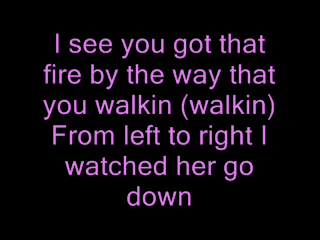 I see you got that
fire by the way that
you walkin (walkin)
From left to right I
watched her go
down